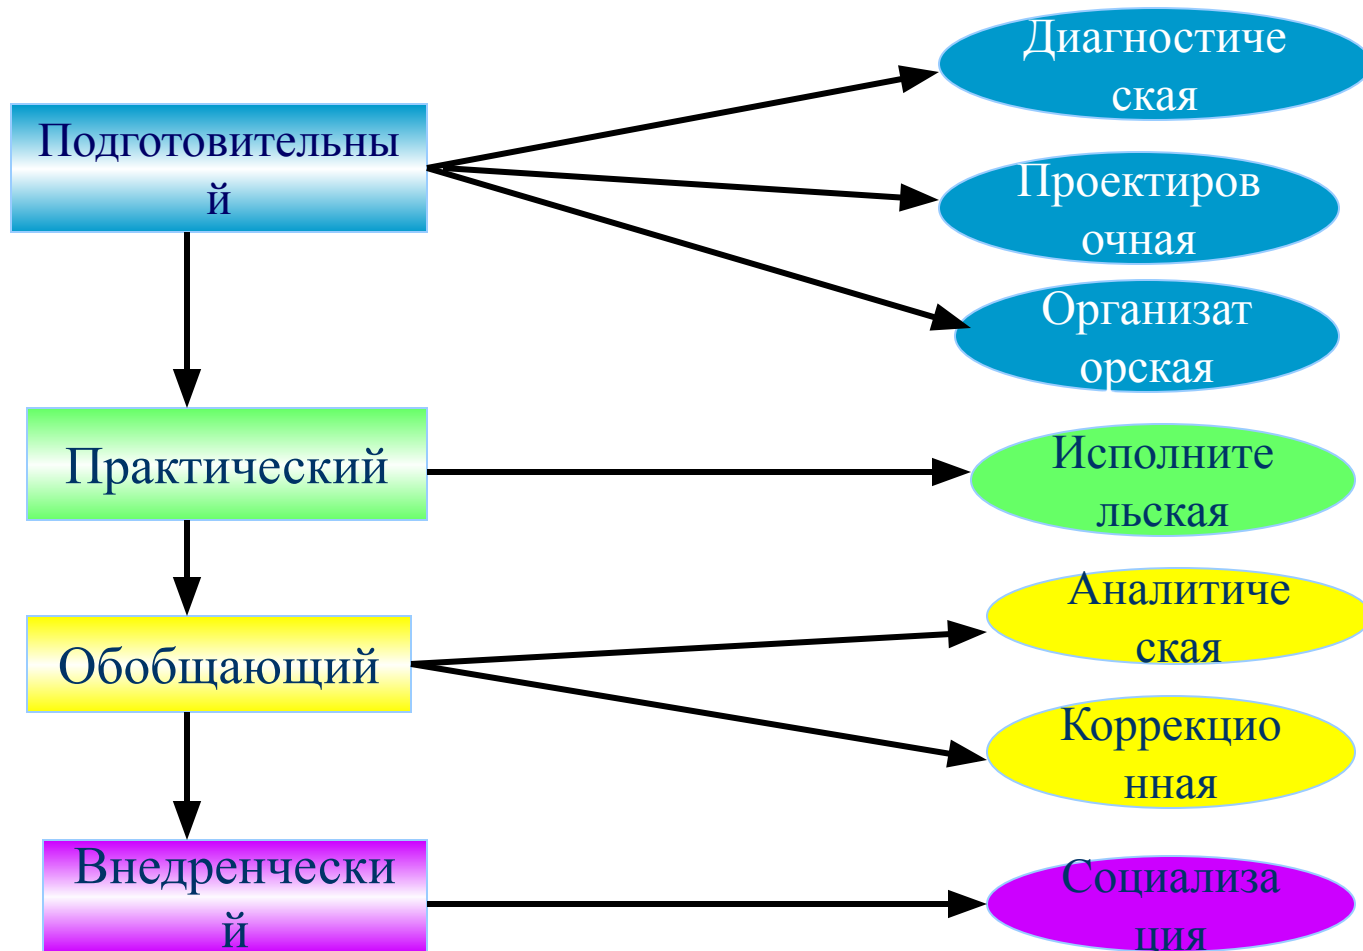 Диагностиче
ская
Подготовительны
й
Проектиров
очная
Организат
орская
Практический
Исполните
льская
Обобщающий
Аналитиче
ская
Коррекцио
нная
Внедренчески
й
Социализа
ция